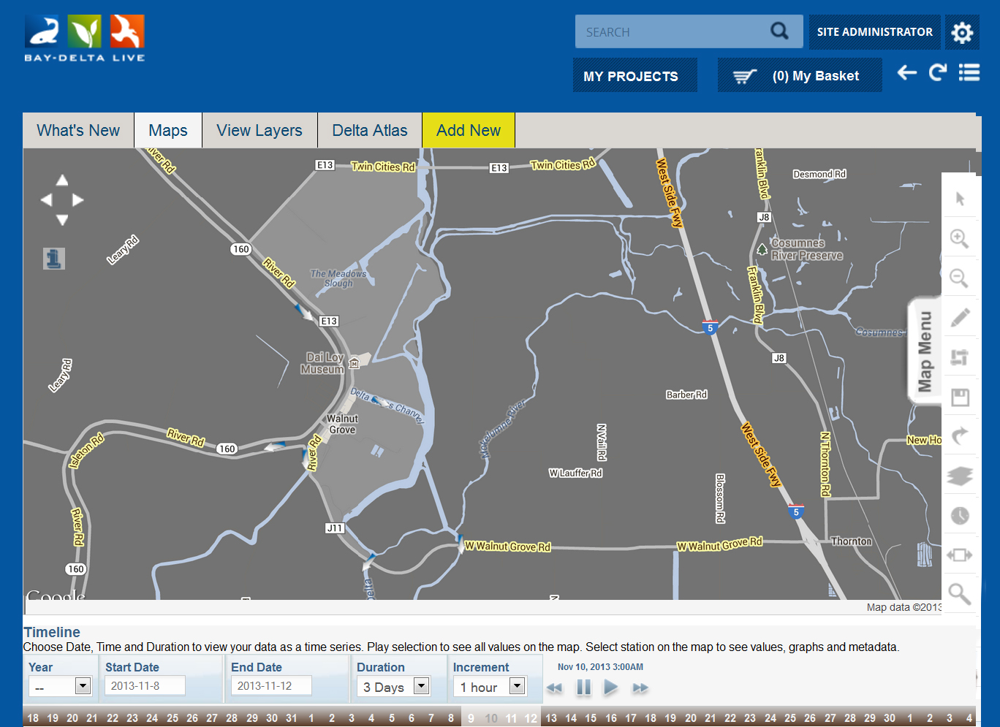 BAY-DELTA LIVE
SEARCH
SITE ADMINISTRATOR
MY PROJECTS
(0) My Basket
What's New
Maps
View Layers
Delta Atlas
Add New
River Rd
E13
Twin Cities Rd
E13
Twin Cities Rd
West Side Fwy
Franklin Blvd
Desmond Rd
J8
Leary Rd
160
River Rd
The Meadows
Slough
Cosumnes
River Preserve
Franklin Blvd
E13
5
Cosumnes
Map Menu
Dai Loy
Museum
J8
Leary Rd
Delta Channel
Barber Rd
Mokelumne River
Walnut
Grove
River Rd
160
River Rd
Isleton Rd
N Vail Rd
West Side Fwy
N Thornton Rd
New Ho
W Lauffer Rd
Blossom Rd
5
River Rd
J11
W Walnut Grove Rd
W Walnut Grove Rd
Thornton
160
Delta
Google
N
Map data ©2013
Timeline
Choose Date, Time and Duration to view your data as a time series. Play selection to see all values on the map. Select station on the map to see values, graphs and metadata.
Year
Start Date
End Date
Duration
Increment
Nov 10, 2013 3:00AM
--
2013-11-8
2013-11-12
3 Days
1 hour
18 19 20 21 22 23 24 25 26 27 28 29 30 31 1 2 3 4 5 6 7 8 9 10 11 12 13 14 15 16 17 18 19 20 21 22 23 24 25 26 27 28 29 30 1 2 3 4